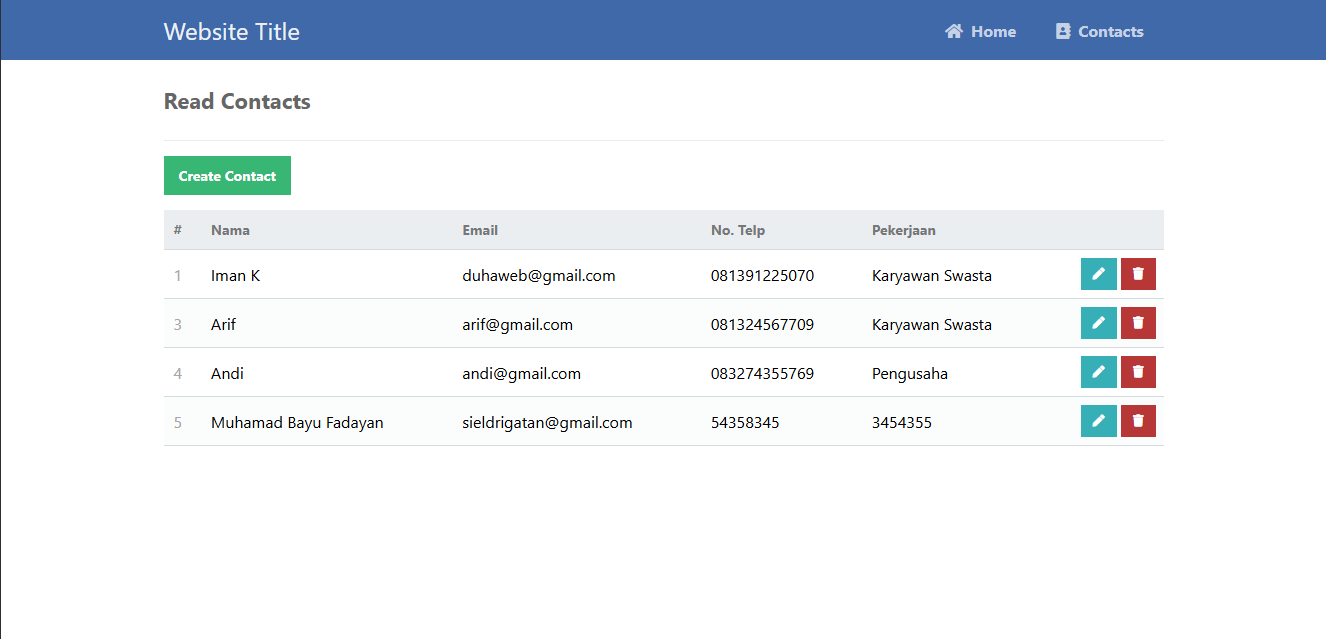 Website Title Home Contacts
Read Contacts
Create Contact
# Nama Email No. Telp Pekerjaan
1 Iman K duhaweb@gmail.com 081391225070 Karyawan Swasta
3 Arif arif@gmail.com 081324567709 Karyawan Swasta
4 Andi andi@gmail.com 083274355769 Pengusaha
5 Muhamad Bayu Fadayan sieldrigatan@gmail.com 54358345 3454355